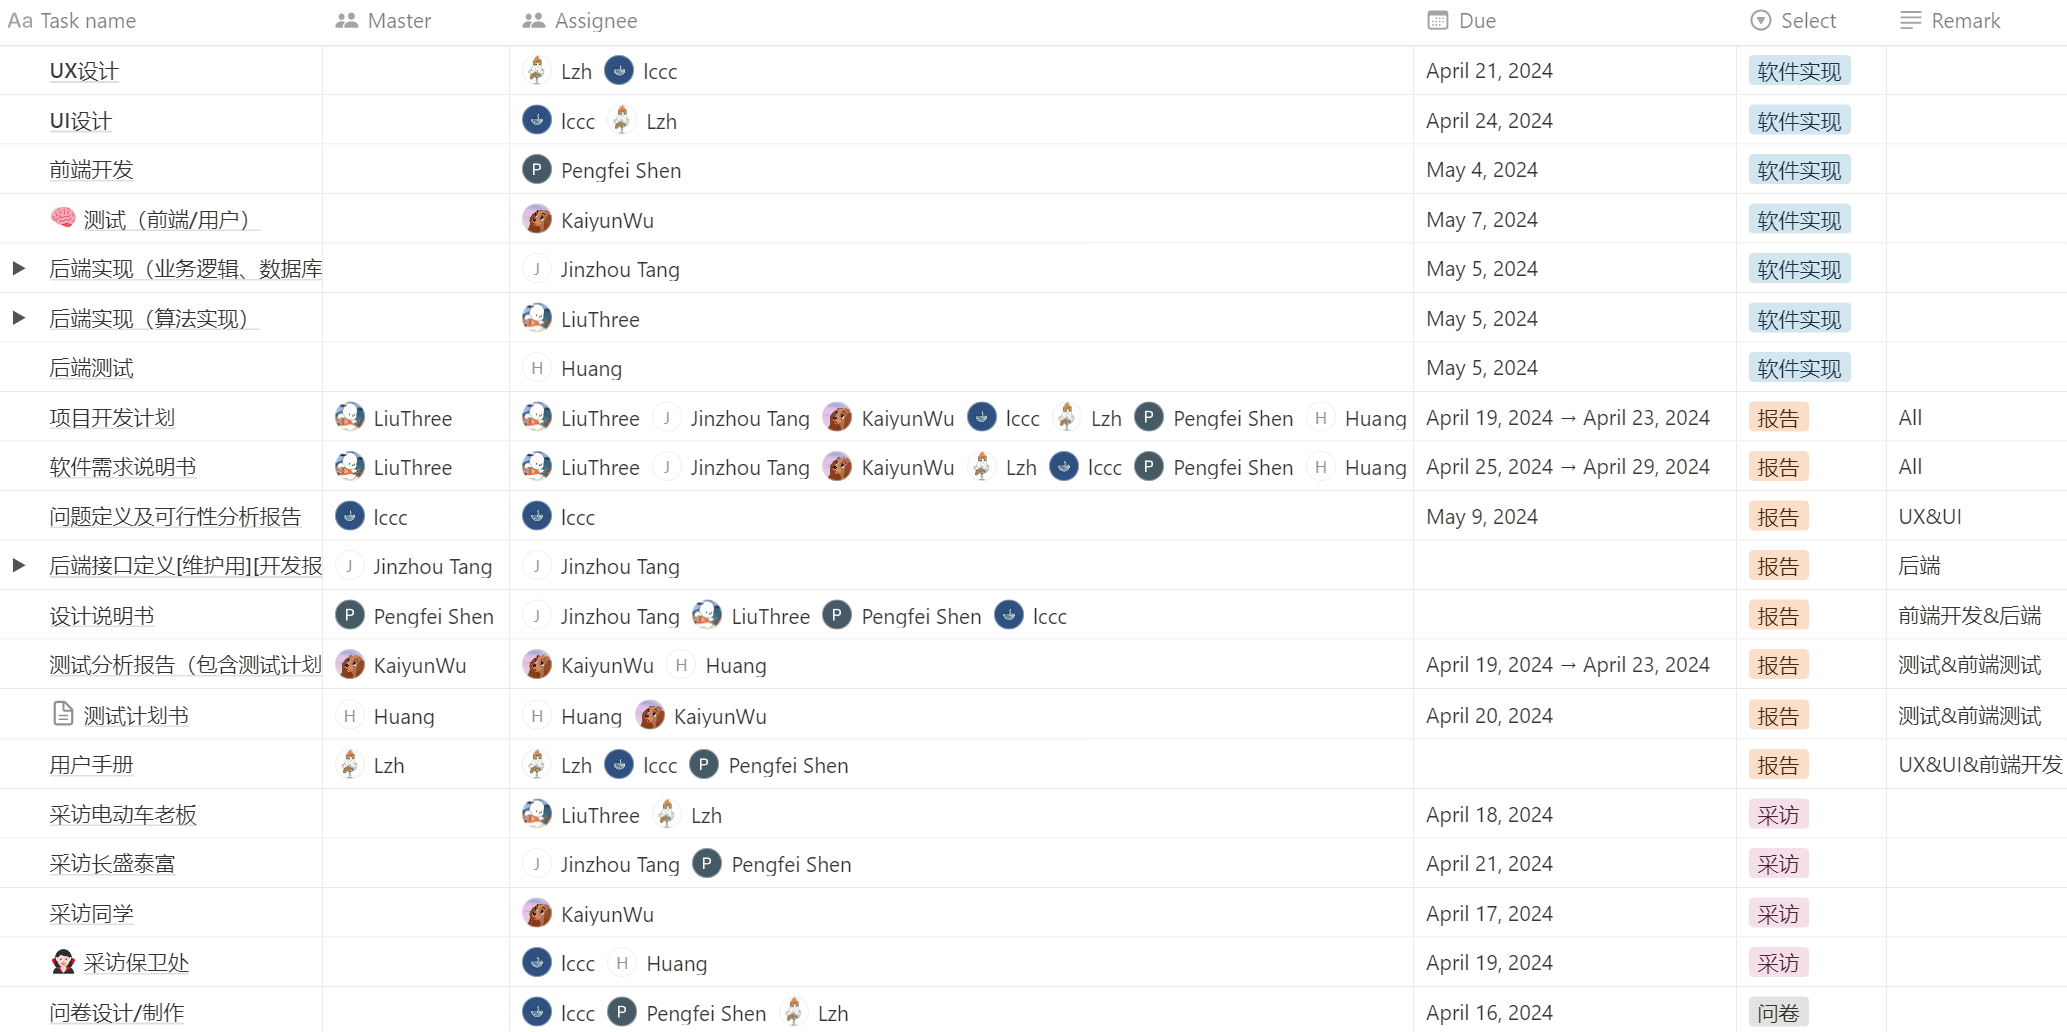 Aa Task name Master Assignee Due Select Remark
UX设计 Lzh lccc April 21, 2024 软件实现
UI设计 lccc Lzh April 24, 2024 软件实现
前端开发 P Pengfei Shen May 4, 2024 软件实现
测试（前端/用户） KaiyunWu May 7, 2024 软件实现
后端实现（业务逻辑、数据库 J Jinzhou Tang May 5, 2024 软件实现
后端实现（算法实现） LiuThree May 5, 2024 软件实现
后端测试 H Huang May 5, 2024 软件实现
项目开发计划 LiuThree LiuThree J Jinzhou Tang KaiyunWu lccc Lzh P Pengfei Shen H Huang April 19, 2024 → April 23, 2024 报告 All
软件需求说明书 LiuThree LiuThree J Jinzhou Tang KaiyunWu Lzh lccc P Pengfei Shen H Huang April 25, 2024 → April 29, 2024 报告 All
问题定义及可行性分析报告 lccc lccc May 9, 2024 报告 UX&UI
后端接口定义[维护用][开发报 J Jinzhou Tang J Jinzhou Tang 报告 后端
设计说明书 P Pengfei Shen J Jinzhou Tang LiuThree P Pengfei Shen lccc 报告 前端开发&后端
测试分析报告（包含测试计划 KaiyunWu KaiyunWu H Huang April 19, 2024 → April 23, 2024 报告 测试&前端测试
测试计划书 H Huang H Huang KaiyunWu April 20, 2024 报告 测试&前端测试
用户手册 Lzh Lzh lccc P Pengfei Shen 报告 UX&UI&前端开发
采访电动车老板 LiuThree Lzh April 18, 2024 采访
采访长盛泰富 J Jinzhou Tang P Pengfei Shen April 21, 2024 采访
采访同学 KaiyunWu April 17, 2024 采访
采访保卫处 lccc H Huang April 19, 2024 采访
问卷设计/制作 lccc P Pengfei Shen Lzh April 16, 2024 问卷